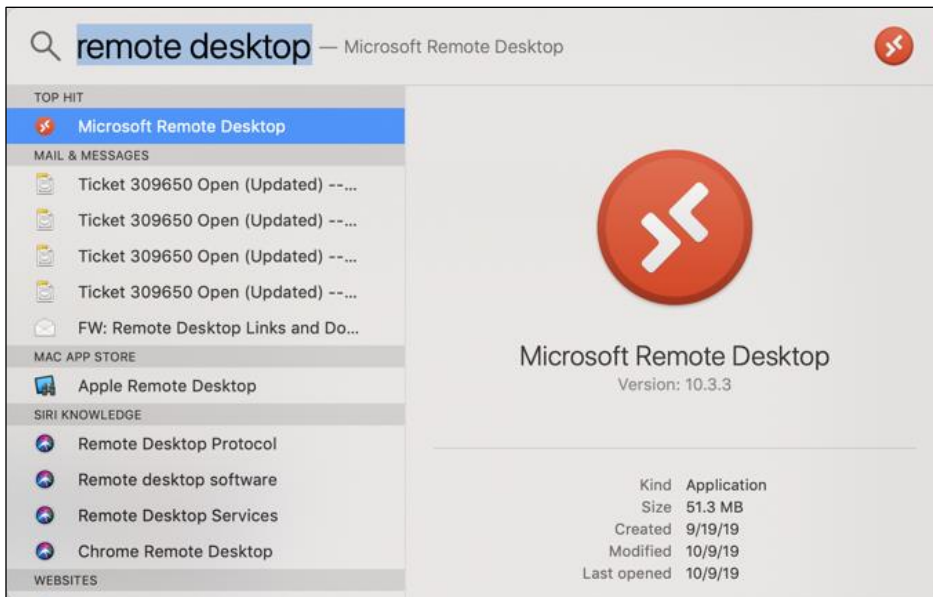 remote desktop — Microsoft Remote Desktop
TOP HIT
Microsoft Remote Desktop
MAIL & MESSAGES
Ticket 309650 Open (Updated) --...
Ticket 309650 Open (Updated) --...
Ticket 309650 Open (Updated) --...
Ticket 309650 Open (Updated) --...
FW: Remote Desktop Links and Do...
MAC APP STORE
Apple Remote Desktop
SIRI KNOWLEDGE
Remote Desktop Protocol
Remote desktop software
Remote Desktop Services
Chrome Remote Desktop
WEBSITES
Microsoft Remote Desktop
Version: 10.3.3
Kind Application
Size 51.3 MB
Created 9/19/19
Modified 10/9/19
Last opened 10/9/19